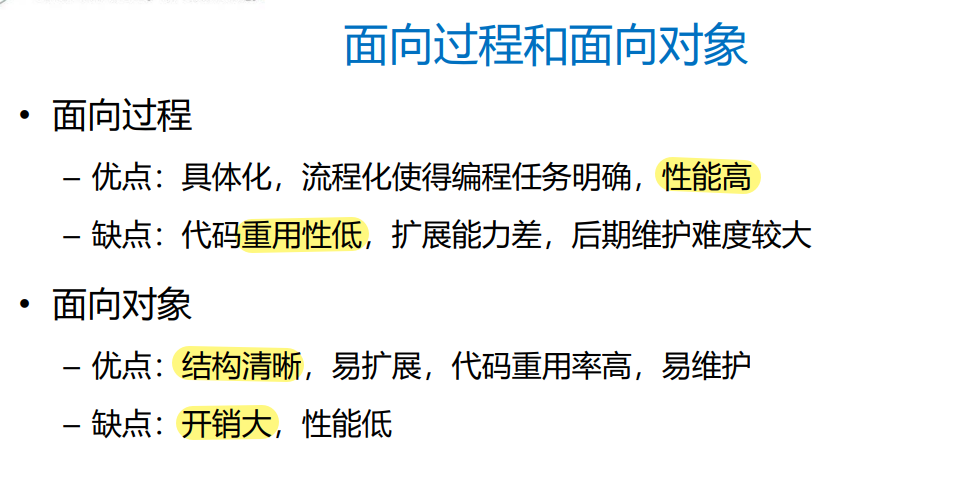 面向过程和面向对象
• 面向过程
– 优点：具体化，流程化使得编程任务明确，性能高
– 缺点：代码重用性低，扩展能力差，后期维护难度较大
• 面向对象
– 优点：结构清晰，易扩展，代码重用率高，易维护
– 缺点：开销大，性能低